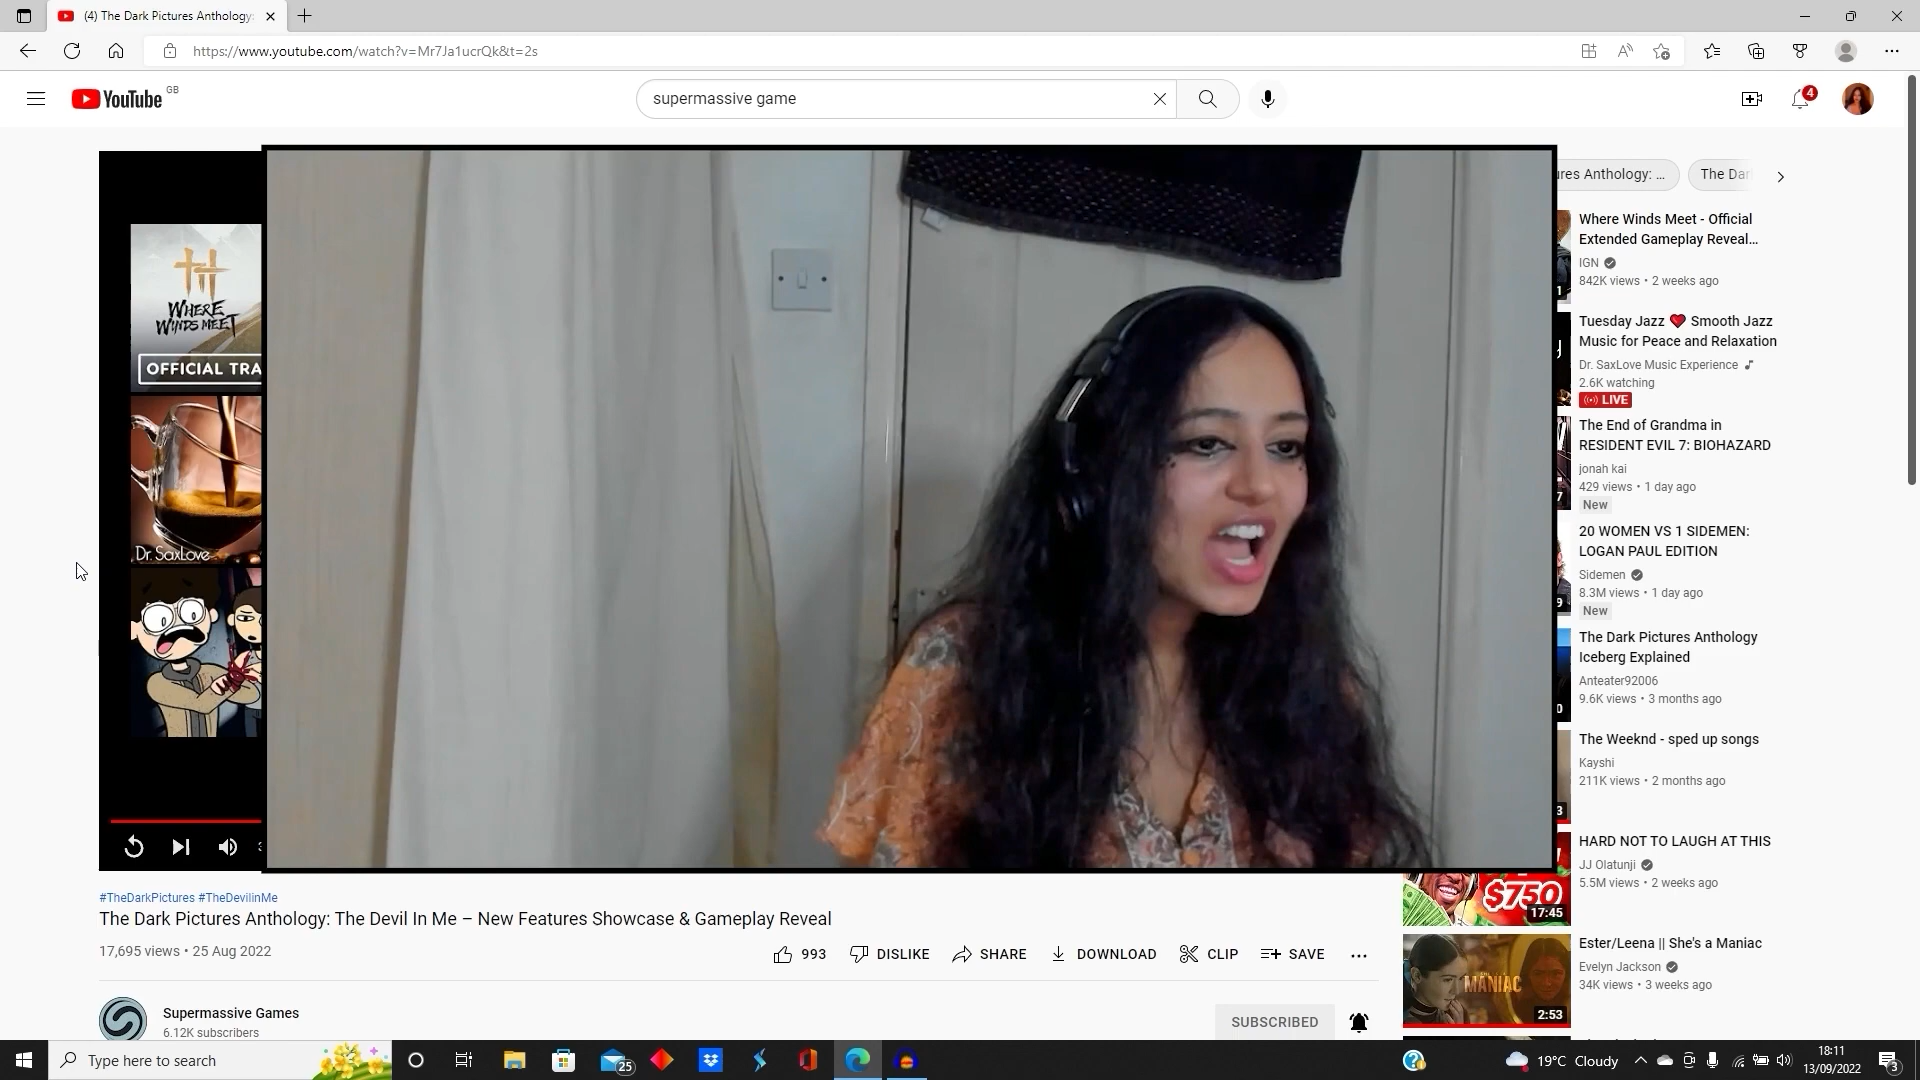 (4) The Dark Pictures Anthology:
https://www.youtube.com/watch?v=Mr7Ja1ucrQk&t=2s
YouTube GB
supermassive game
4
WHERE
WINDS MEET
OFFICIAL TRA
Dr. SaxLove
ures Anthology: ...
The Dar
Where Winds Meet - Official
Extended Gameplay Reveal...
IGN
842K views • 2 weeks ago
Tuesday Jazz ❤️ Smooth Jazz
Music for Peace and Relaxation
Dr. SaxLove Music Experience
2.6K watching
LIVE
The End of Grandma in
RESIDENT EVIL 7: BIOHAZARD
jonah kai
429 views • 1 day ago
New
20 WOMEN VS 1 SIDEMEN:
LOGAN PAUL EDITION
Sidemen
8.3M views • 1 day ago
New
The Dark Pictures Anthology
Iceberg Explained
Anteater92006
9.6K views • 3 months ago
The Weeknd - sped up songs
Kayshi
211K views • 2 months ago
HARD NOT TO LAUGH AT THIS
JJ Olatunji
5.5M views • 2 weeks ago
$750
17:45
Ester/Leena || She's a Maniac
Evelyn Jackson
34K views • 3 weeks ago
MANIAC
2:53
#TheDarkPictures #TheDevilInMe
The Dark Pictures Anthology: The Devil In Me – New Features Showcase & Gameplay Reveal
17,695 views • 25 Aug 2022
993
DISLIKE
SHARE
DOWNLOAD
CLIP
SAVE
Supermassive Games
6.12K subscribers
SUBSCRIBED
Type here to search
25
19°C Cloudy
18:11
13/09/2022
3